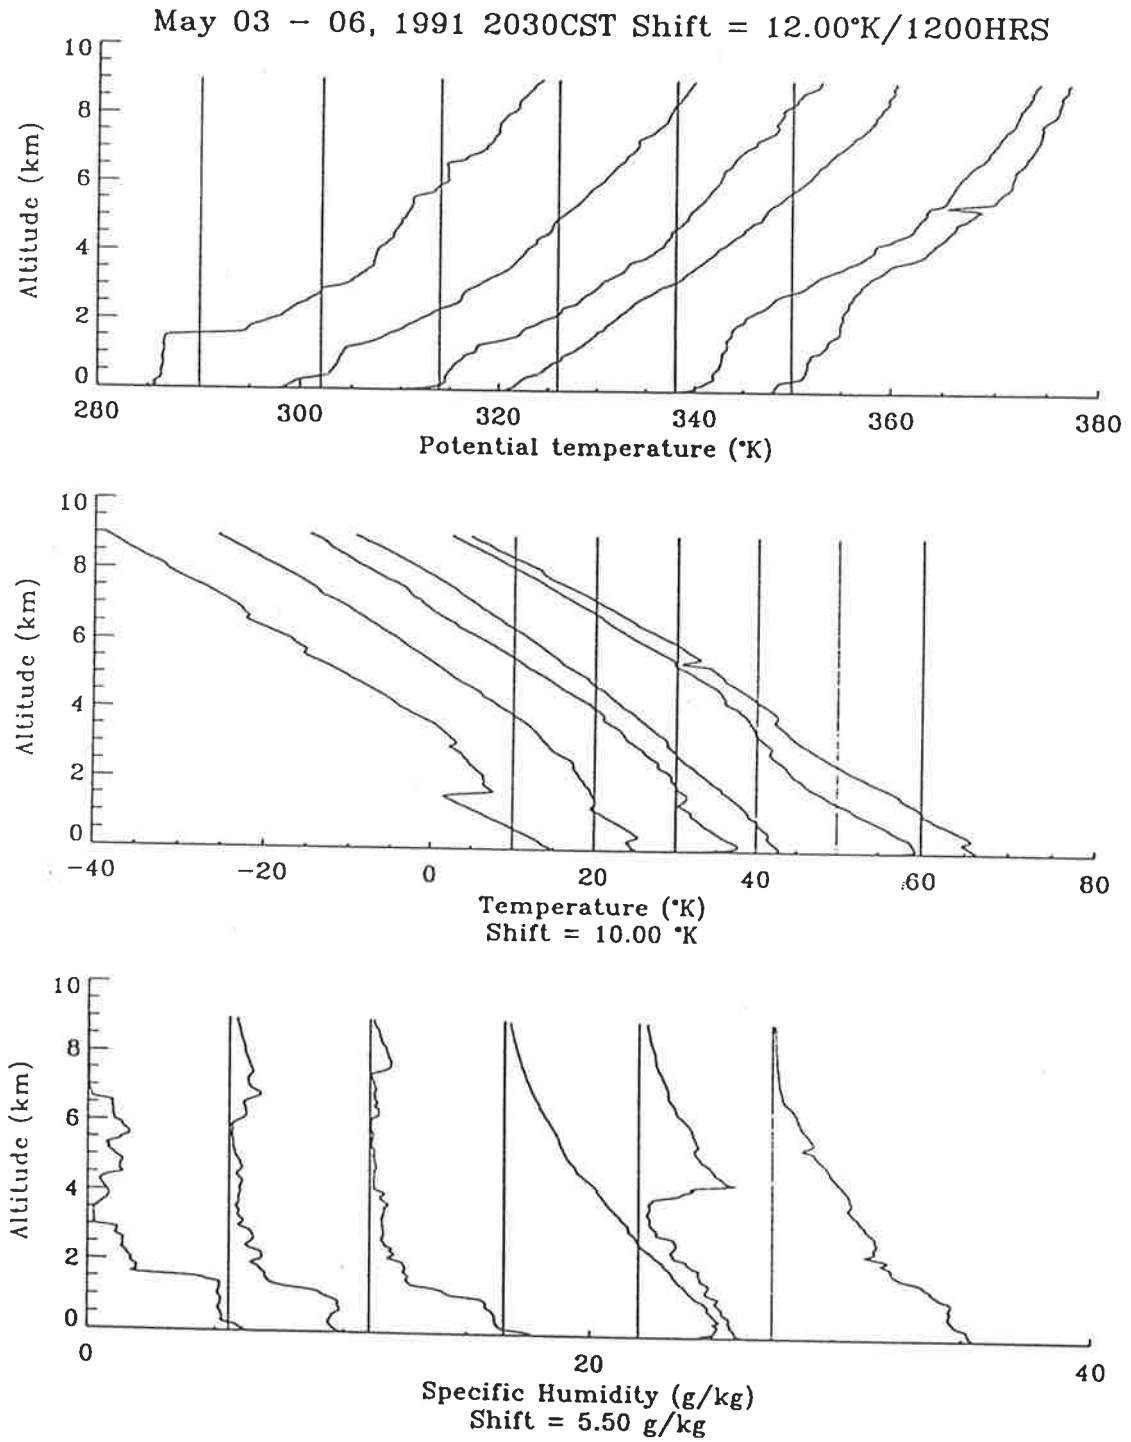 May 03 - 06, 1991 2030CST Shift = 12.00°K/1200HRS
10
8
6
4
2
0
Altitude (km)
280 300 320 340 360 380
Potential temperature (°K)
10
8
6
4
2
0
Altitude (km)
-40 -20 0 20 40 60 80
Temperature (°K)
Shift = 10.00 °K
10
8
6
4
2
0
Altitude (km)
0 20 40
Specific Humidity (g/kg)
Shift = 5.50 g/kg